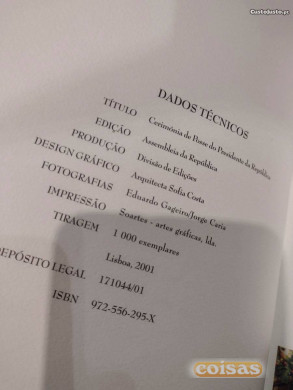 CustoJusto.pt
DADOS TÉCNICOS
TÍTULO Cerimónia de Posse do Presidente da República
EDIÇÃO Assembleia da República
PRODUÇÃO Divisão de Edições
DESIGN GRÁFICO Arquitecta Sofia Costa
FOTOGRAFIAS Eduardo Gageiro/Jorge Caria
IMPRESSÃO Soartes - artes gráficas, lda.
TIRAGEM 1 000 exemplares
Lisboa, 2001
DEPÓSITO LEGAL 171044/01
ISBN 972-556-295-X
coisas